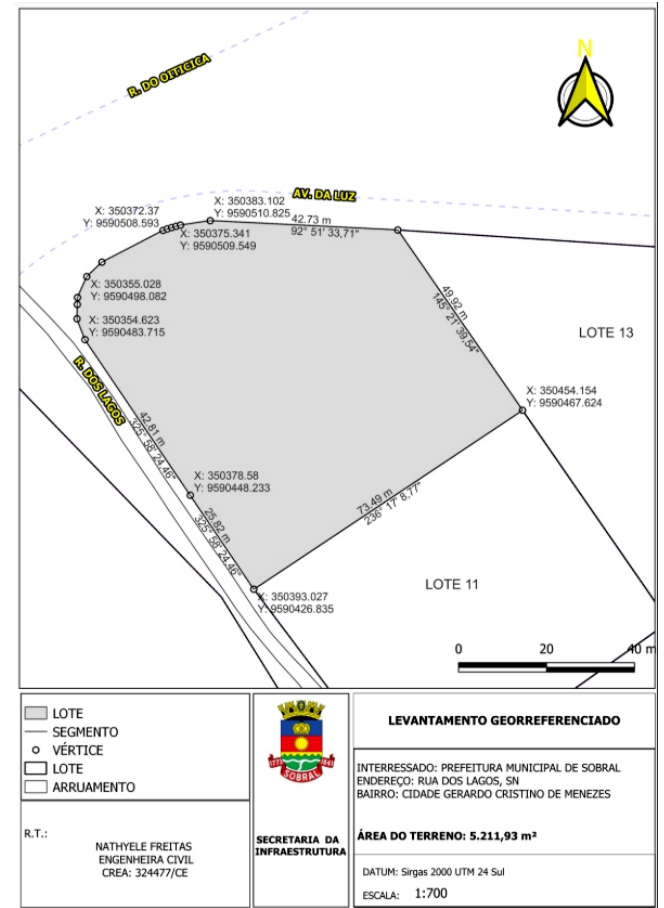 R. DO OITICICA
N
AV. DA LUZ
X: 350383.102
Y: 9590510.825
X: 350372.37
Y: 9590508.593
X: 350375.341
Y: 9590509.549
42.73 m
92° 51' 33,71"
X: 350355.028
Y: 9590498.082
X: 350354.623
Y: 9590483.715
49.92 m
145° 21' 39.54"
LOTE 13
R. DOS LAGOS
X: 350454.154
Y: 9590467.624
42.81 m
325° 58' 24.46"
X: 350378.58
Y: 9590448.233
73.49 m
236° 17' 8.77"
25.82 m
325° 58' 24.46"
X: 350393.027
Y: 9590426.835
LOTE 11
0 20 40 m
LOTE
SEGMENTO
VÉRTICE
LOTE
ARRUAMENTO
R.T.:
NATHYELE FREITAS
ENGENHEIRA CIVIL
CREA: 324477/CE
1773 1841
SOBRAL
SECRETARIA DA
INFRAESTRUTURA
LEVANTAMENTO GEORREFERENCIADO
INTERRESSADO: PREFEITURA MUNICIPAL DE SOBRAL
ENDEREÇO: RUA DOS LAGOS, SN
BAIRRO: CIDADE GERARDO CRISTINO DE MENEZES
ÁREA DO TERRENO: 5.211,93 m²
DATUM: Sirgas 2000 UTM 24 Sul
ESCALA: 1:700